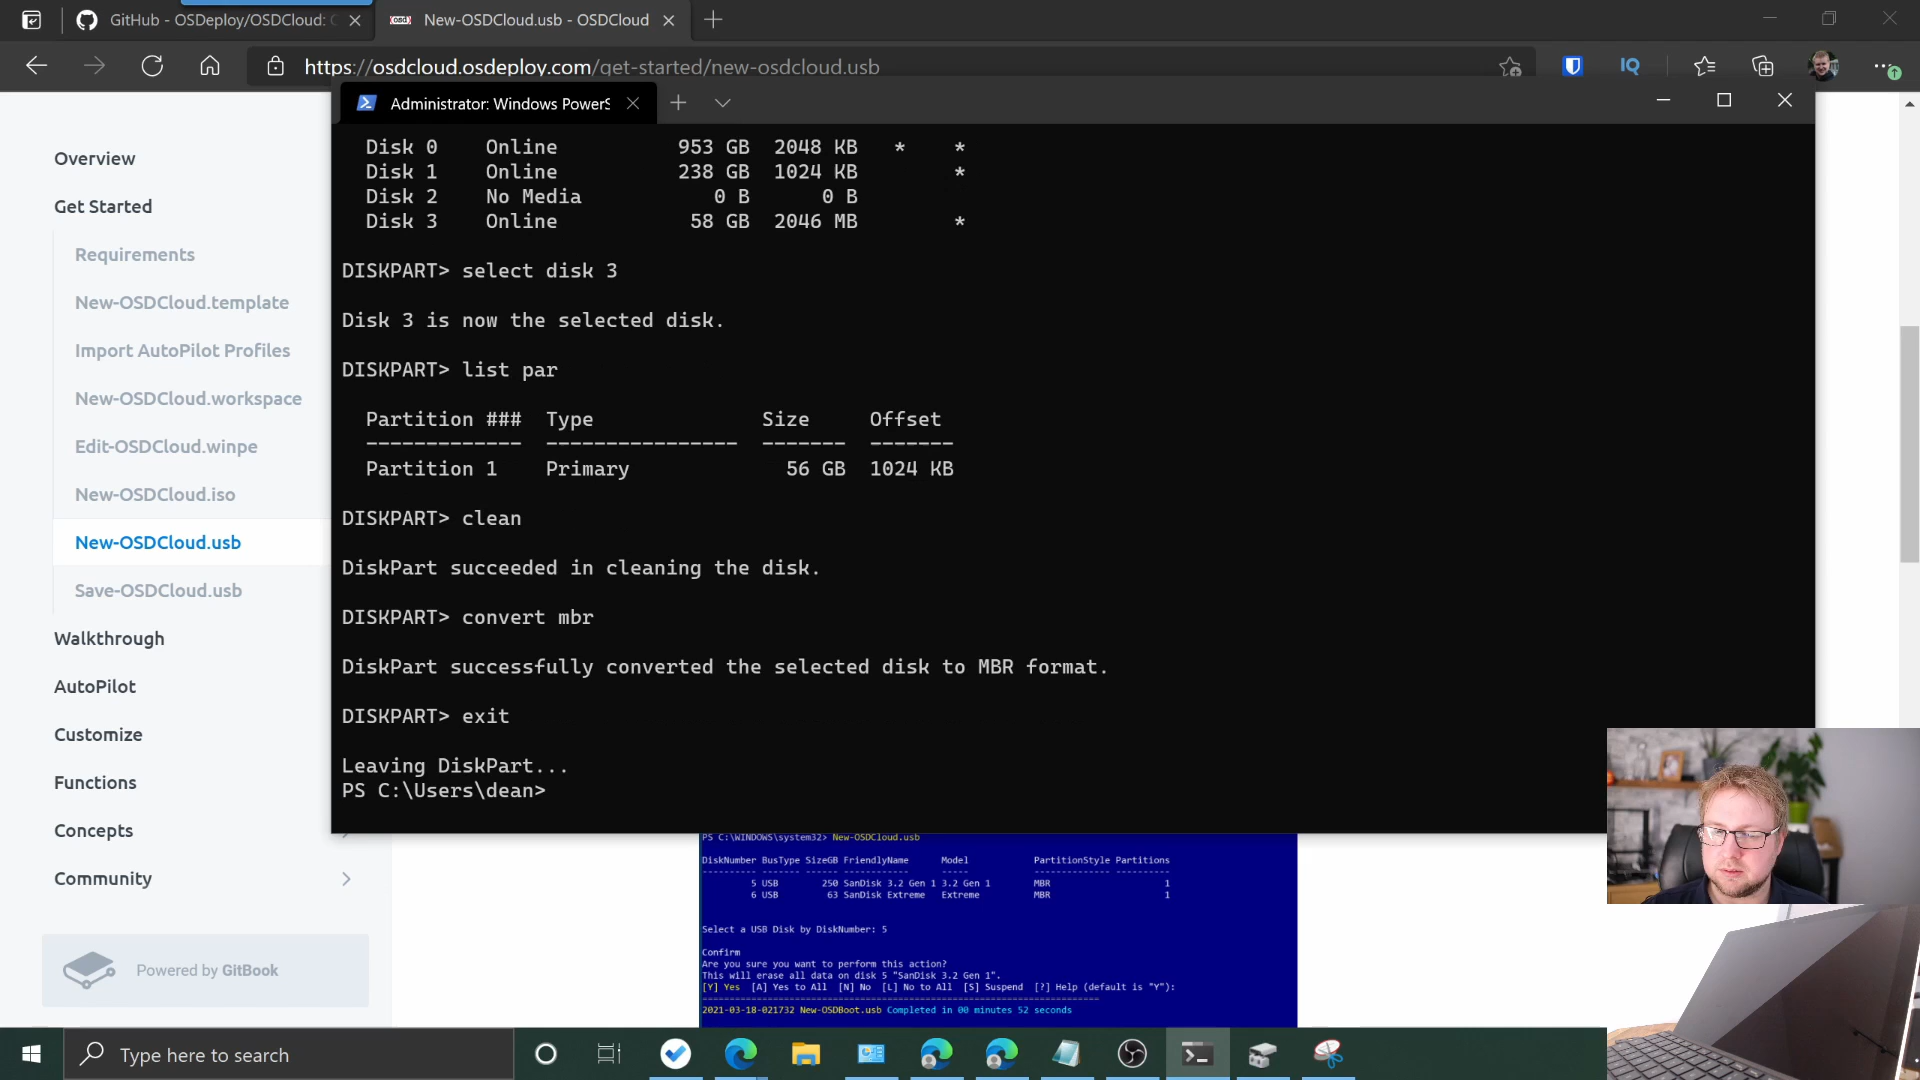 GitHub - OSDeploy/OSDCloud: O
New-OSDCloud.usb - OSDCloud
https://osdcloud.osdeploy.com/get-started/new-osdcloud.usb
IQ
Overview
Get Started
Requirements
New-OSDCloud.template
Import AutoPilot Profiles
New-OSDCloud.workspace
Edit-OSDCloud.winpe
New-OSDCloud.iso
New-OSDCloud.usb
Save-OSDCloud.usb
Walkthrough
AutoPilot
Customize
Functions
Concepts
Community
Powered by GitBook
Administrator: Windows PowerS
Disk 0 Online 953 GB 2048 KB * *
Disk 1 Online 238 GB 1024 KB *
Disk 2 No Media 0 B 0 B
Disk 3 Online 58 GB 2046 MB *
DISKPART> select disk 3
Disk 3 is now the selected disk.
DISKPART> list par
Partition ### Type Size Offset
------------- ---------------- ------- -------
Partition 1 Primary 56 GB 1024 KB
DISKPART> clean
DiskPart succeeded in cleaning the disk.
DISKPART> convert mbr
DiskPart successfully converted the selected disk to MBR format.
DISKPART> exit
Leaving DiskPart...
PS C:\Users\dean>
PS C:\WINDOWS\system32> New-OSDCloud.usb
DiskNumber BusType SizeGB FriendlyName Model PartitionStyle Partitions
5 USB 250 SanDisk 3.2 Gen 1 3.2 Gen 1 MBR 1
6 USB 63 SanDisk Extreme Extreme MBR 1
Select a USB Disk by DiskNumber: 5
Confirm
Are you sure you want to perform this action?
This will erase all data on disk 5 "SanDisk 3.2 Gen 1".
[Y] Yes [A] Yes to All [N] No [L] No to All [S] Suspend [?] Help (default is "Y"):
2021-03-18-021732 New-OSDBoot.usb Completed in 00 minutes 52 seconds
Type here to search